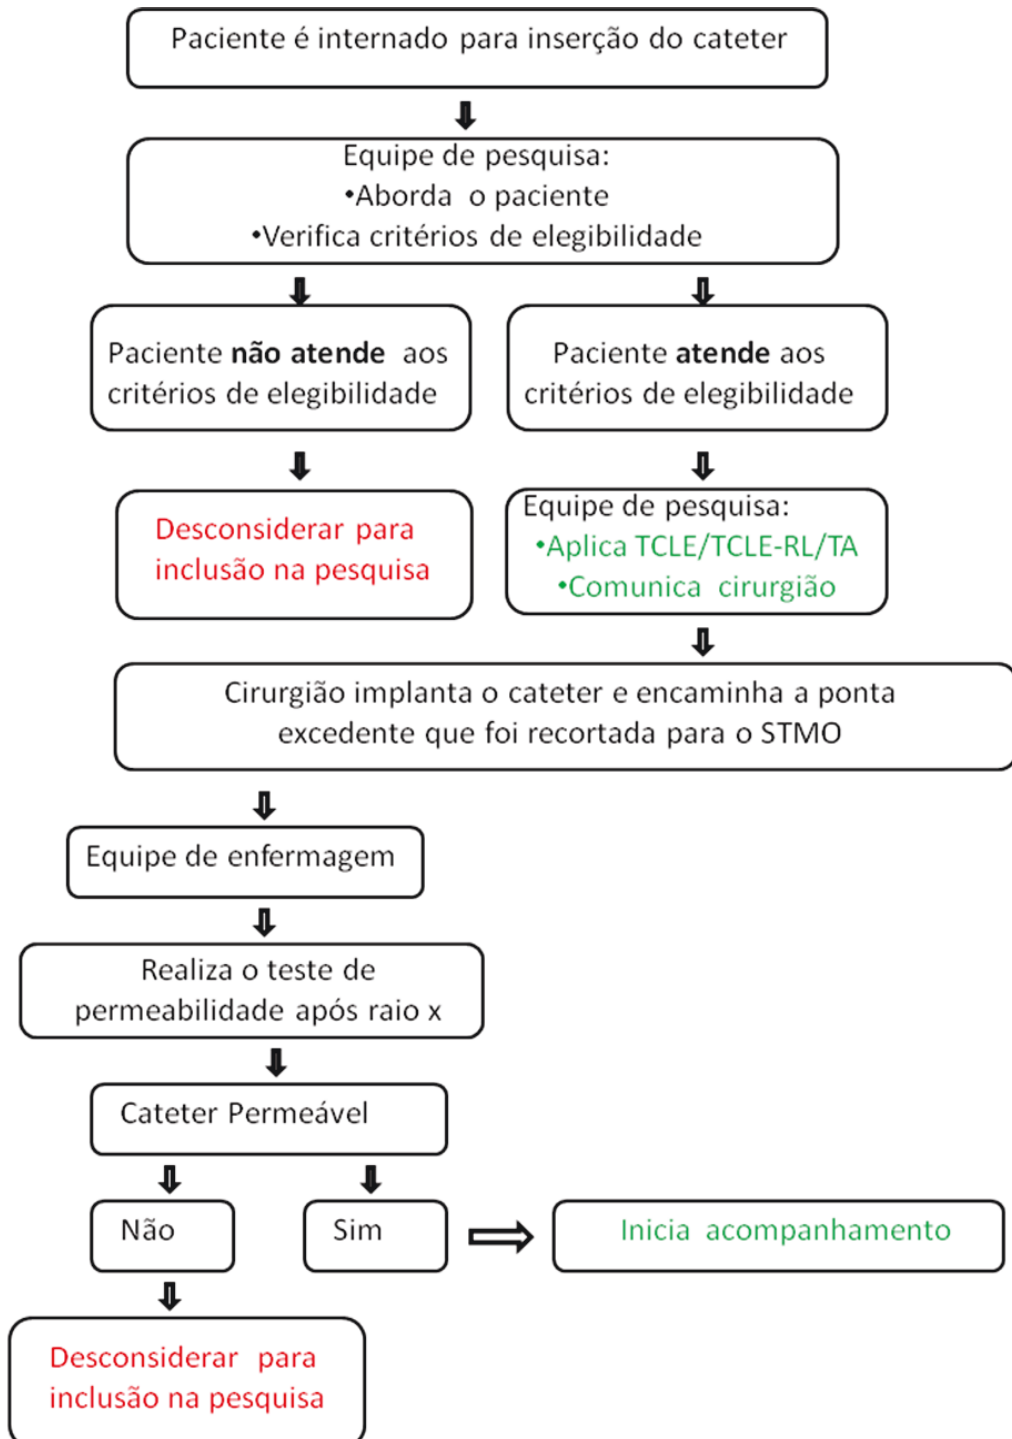 Paciente é internado para inserção do cateter
Equipe de pesquisa:
•Aborda o paciente
•Verifica critérios de elegibilidade
Paciente não atende aos
critérios de elegibilidade
Paciente atende aos
critérios de elegibilidade
Desconsiderar para
inclusão na pesquisa
Equipe de pesquisa:
•Aplica TCLE/TCLE-RL/TA
•Comunica cirurgião
Cirurgião implanta o cateter e encaminha a ponta
excedente que foi recortada para o STMO
Equipe de enfermagem
Realiza o teste de
permeabilidade após raio x
Cateter Permeável
Não
Sim
Inicia acompanhamento
Desconsiderar para
inclusão na pesquisa